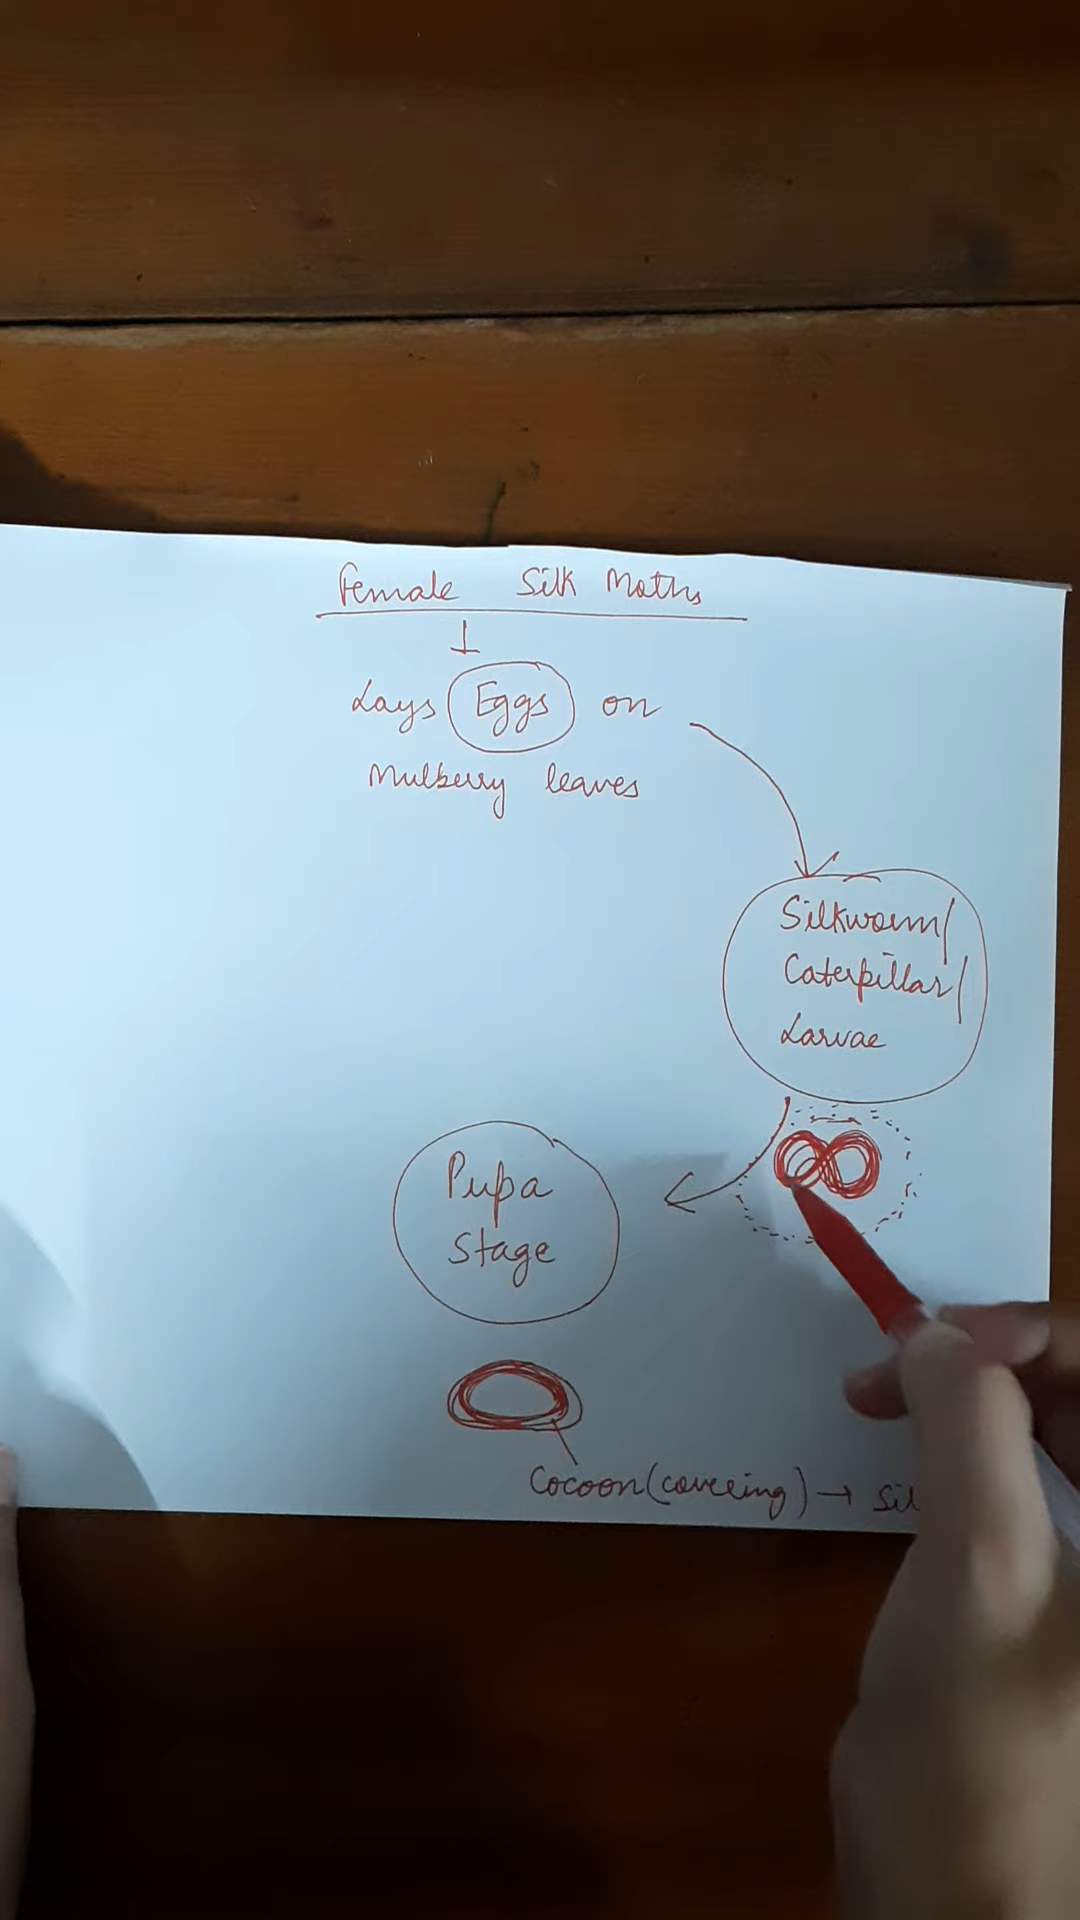 Female Silk Moths
Lays Eggs on
Mulberry leaves
Silkworm/
Caterpillar/
Larvae
Pupa
Stage
Cocoon (covering) →